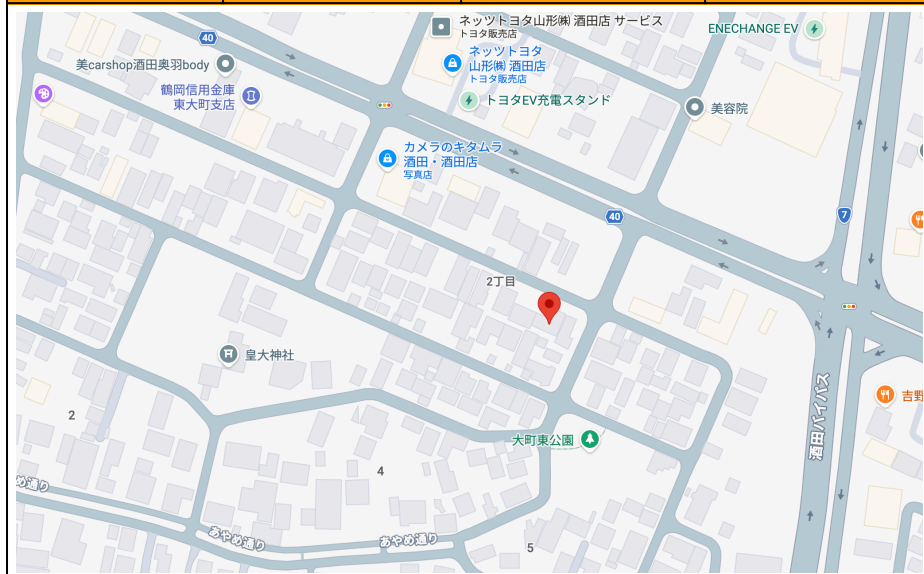 ネッツトヨタ山形㈱ 酒田店 サービス
トヨタ販売店
ENECHANGE EV
40
ネッツトヨタ
山形㈱ 酒田店
トヨタ販売店
美carshop酒田奥羽body
鶴岡信用金庫
東大町支店
トヨタEV充電スタンド
美容院
カメラのキタムラ
酒田・酒田店
写真店
40
7
2丁目
皇大神社
酒田バイパス
吉野
2
大町東公園
4
め通り
あやめ通り
あやめ通り
5